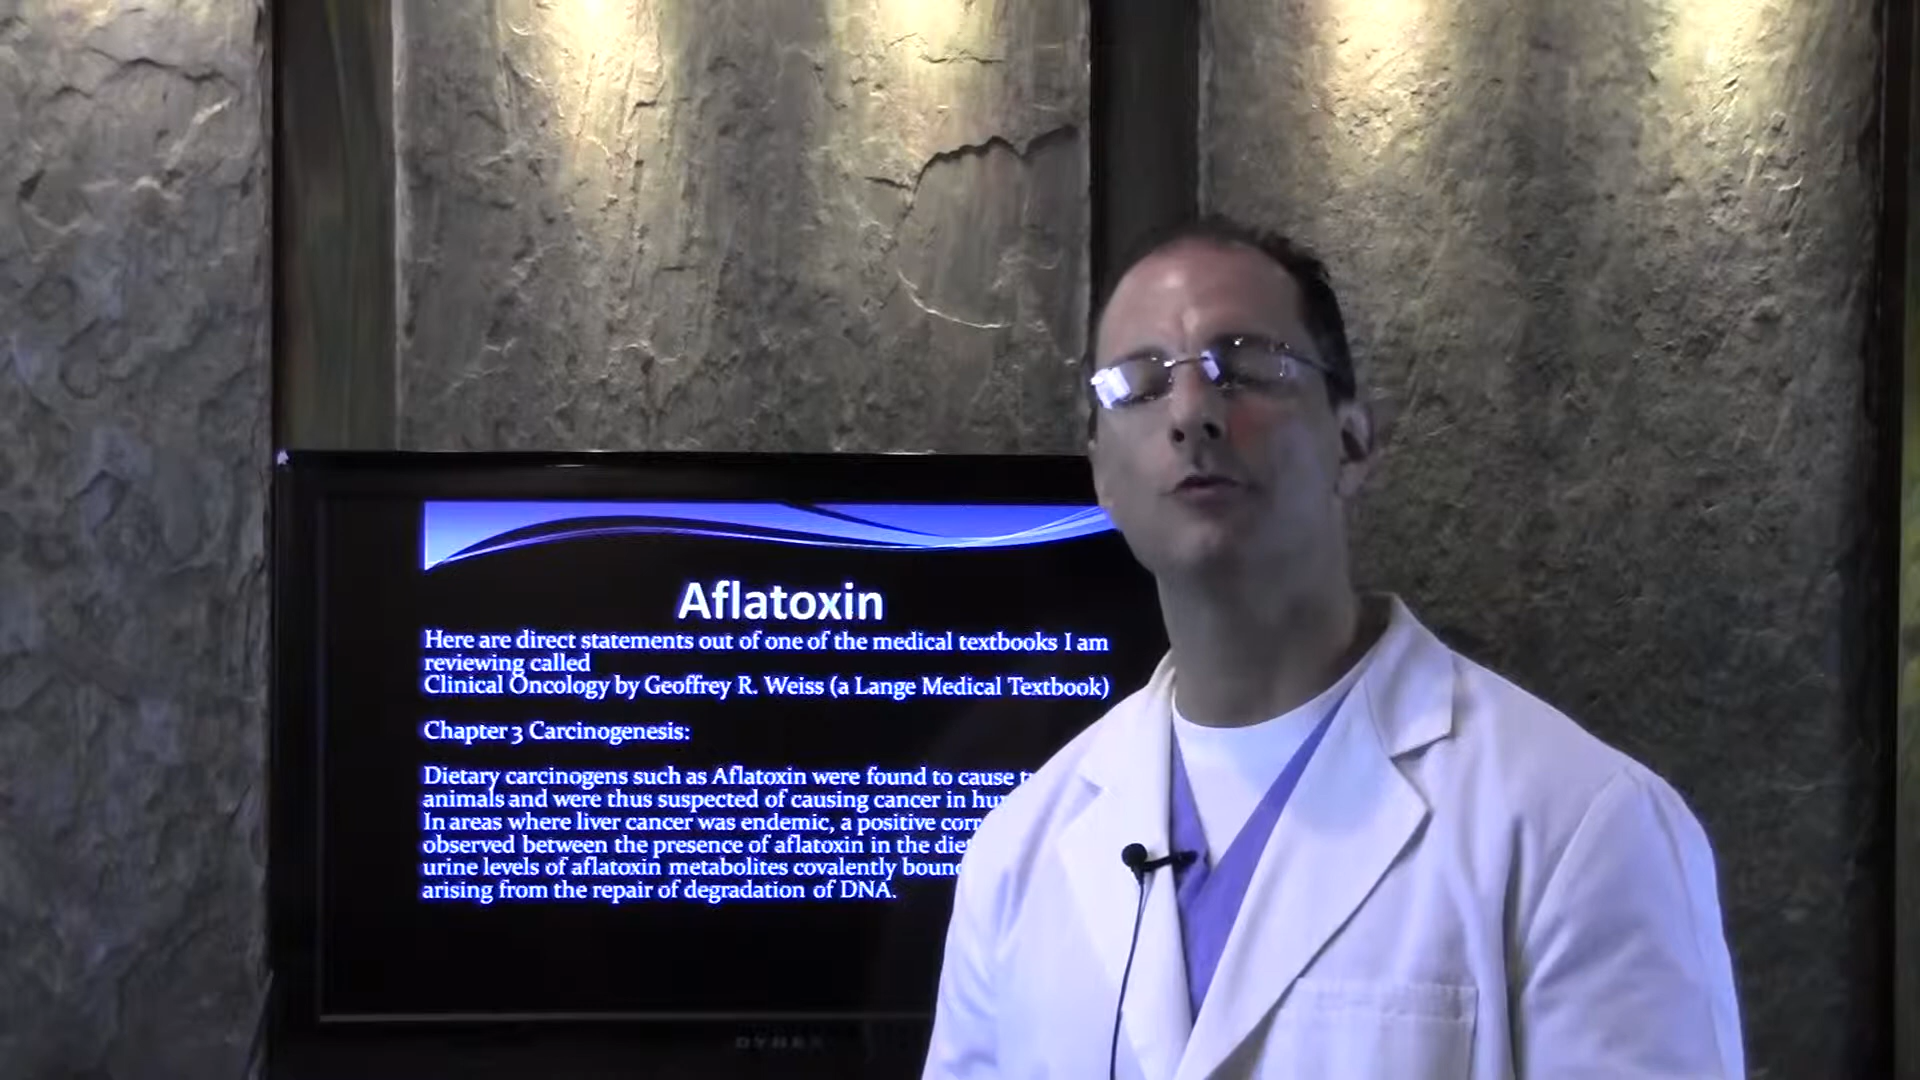 Aflatoxin
Here are direct statements out of one of the medical textbooks I am
reviewing called
Clinical Oncology by Geoffrey R. Weiss (a Lange Medical Textbook)
Chapter 3 Carcinogenesis:
Dietary carcinogens such as Aflatoxin were found to cause
animals and were thus suspected of causing cancer in
In areas where liver cancer was endemic, a positive
observed between the presence of aflatoxin in the
urine levels of aflatoxin metabolites covalently
arising from the repair of degradation of DNA.
DYNEX